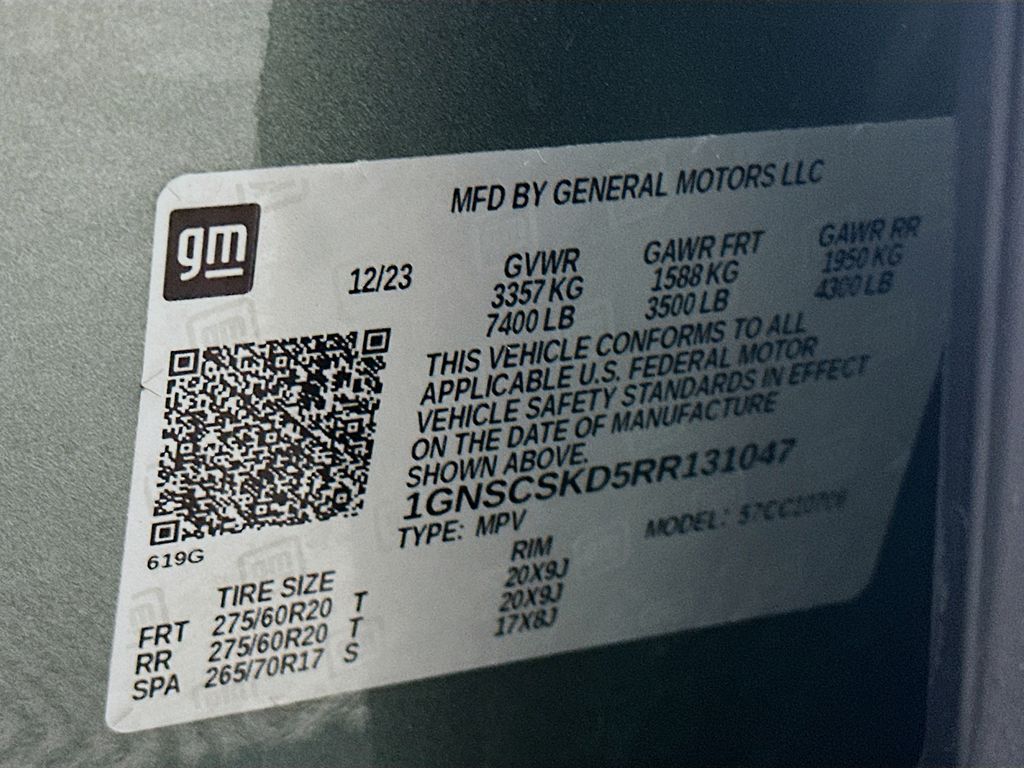 MFD BY GENERAL MOTORS LLC
gm
12/23
GVWR GAWR FRT GAWR RR
3357 KG 1588 KG 1950 KG
7400 LB 3500 LB 4300 LB
THIS VEHICLE CONFORMS TO ALL
APPLICABLE U.S. FEDERAL MOTOR
VEHICLE SAFETY STANDARDS IN EFFECT
ON THE DATE OF MANUFACTURE
SHOWN ABOVE.
1GNSCSKD5RR131047
TYPE: MPV MODEL:
619G
TIRE SIZE RIM
FRT 275/60R20 T 20X9J
RR 275/60R20 T 20X9J
SPA 265/70R17 S 17X8J